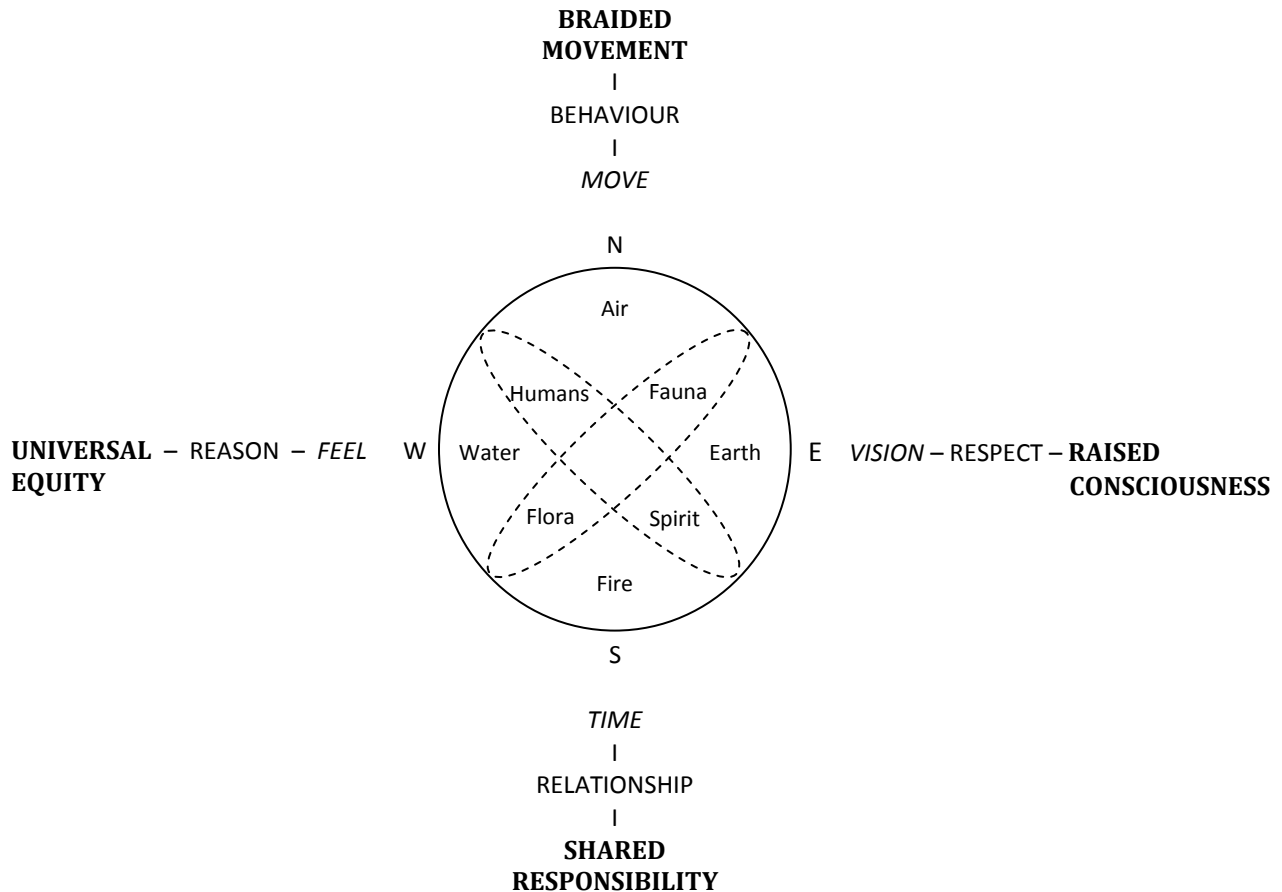 BRAIDED
MOVEMENT
I
BEHAVIOUR
I
MOVE
N
Air
Humans Fauna
UNIVERSAL – REASON – FEEL W Water Earth E VISION – RESPECT – RAISED
EQUITY CONSCIOUSNESS
Flora Spirit
Fire
S
TIME
I
RELATIONSHIP
I
SHARED
RESPONSIBILITY